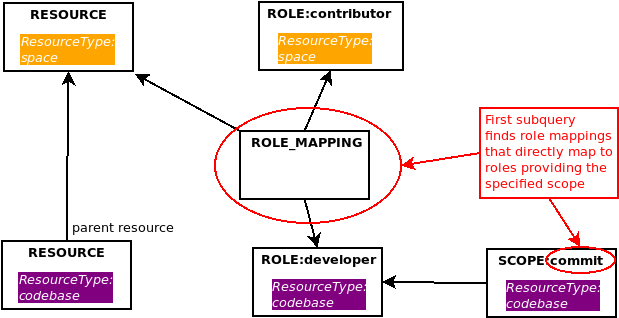 RESOURCE
ResourceType:
space
ROLE:contributor
ResourceType:
space
First subquery
finds role mappings
that directly map to
roles providing the
specified scope
ROLE_MAPPING
parent resource
RESOURCE
ResourceType:
codebase
ROLE:developer
ResourceType:
codebase
SCOPE:commit
ResourceType:
codebase